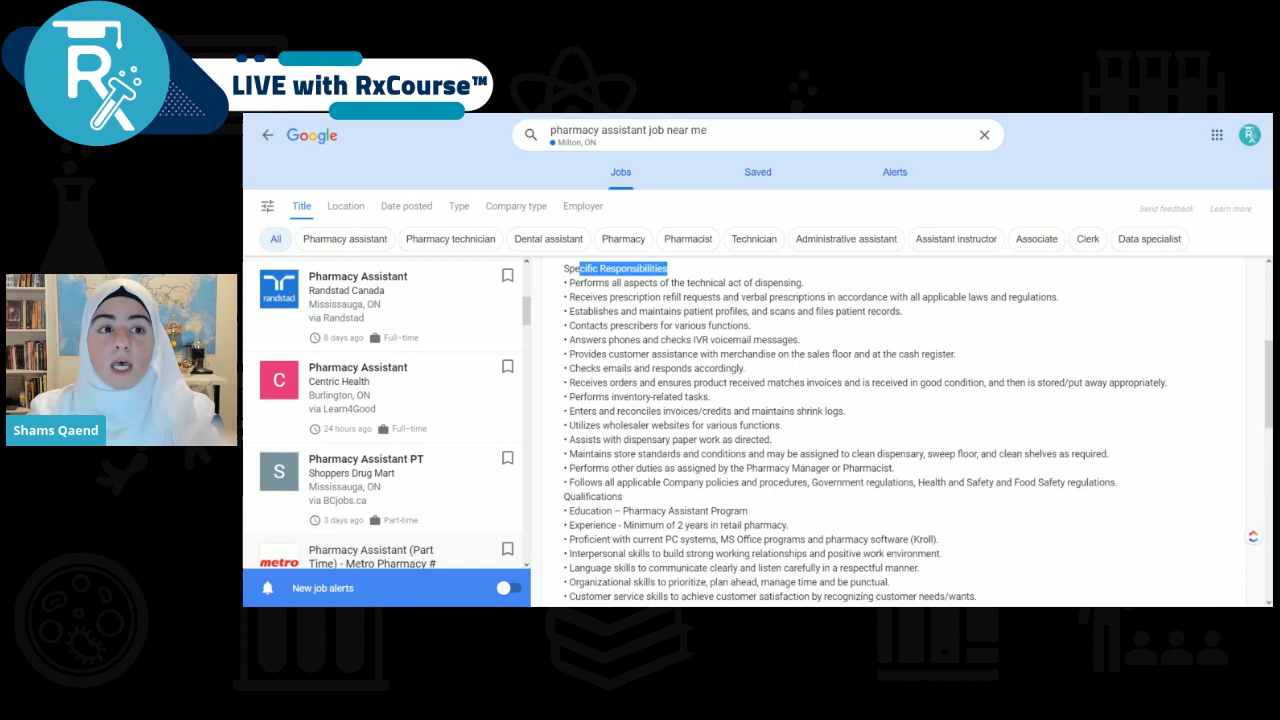 R
X
LIVE with RxCourse™
Shams Qaend
Google
pharmacy assistant job near me
Milton, ON
Jobs
Saved
Alerts
Title
Location
Date posted
Type
Company type
Employer
Send feedback
Learn more
All
Pharmacy assistant
Pharmacy technician
Dental assistant
Pharmacy
Pharmacist
Technician
Administrative assistant
Assistant instructor
Associate
Clerk
Data specialist
randstad
Pharmacy Assistant
Randstad Canada
Mississauga, ON
via Randstad
8 days ago
Full–time
C
Pharmacy Assistant
Centric Health
Burlington, ON
via Learn4Good
24 hours ago
Full–time
S
Pharmacy Assistant PT
Shoppers Drug Mart
Mississauga, ON
via BCjobs.ca
3 days ago
Part-time
metro
Pharmacy Assistant (Part
Time) - Metro Pharmacy #
New job alerts
Specific Responsibilities
• Performs all aspects of the technical act of dispensing.
• Receives prescription refill requests and verbal prescriptions in accordance with all applicable laws and regulations.
• Establishes and maintains patient profiles, and scans and files patient records.
• Contacts prescribers for various functions.
• Answers phones and checks IVR voicemail messages.
• Provides customer assistance with merchandise on the sales floor and at the cash register.
• Checks emails and responds accordingly.
• Receives orders and ensures product received matches invoices and is received in good condition, and then is stored/put away appropriately.
• Performs inventory-related tasks.
• Enters and reconciles invoices/credits and maintains shrink logs.
• Utilizes wholesaler websites for various functions.
• Assists with dispensary paper work as directed.
• Maintains store standards and conditions and may be assigned to clean dispensary, sweep floor, and clean shelves as required.
• Performs other duties as assigned by the Pharmacy Manager or Pharmacist.
• Follows all applicable Company policies and procedures, Government regulations, Health and Safety and Food Safety regulations.
Qualifications
• Education – Pharmacy Assistant Program
• Experience - Minimum of 2 years in retail pharmacy.
• Proficient with current PC systems, MS Office programs and pharmacy software (Kroll).
• Interpersonal skills to build strong working relationships and positive work environment.
• Language skills to communicate clearly and listen carefully in a respectful manner.
• Organizational skills to prioritize, plan ahead, manage time and be punctual.
• Customer service skills to achieve customer satisfaction by recognizing customer needs/wants.